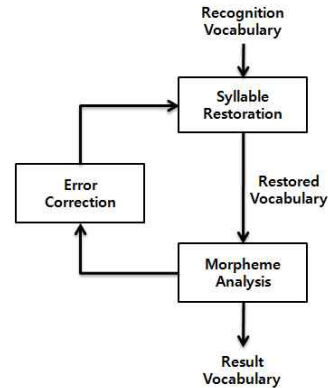 Recognition
Vocabulary
Syllable
Restoration
Error
Correction
Restored
Vocabulary
Morpheme
Analysis
Result
Vocabulary